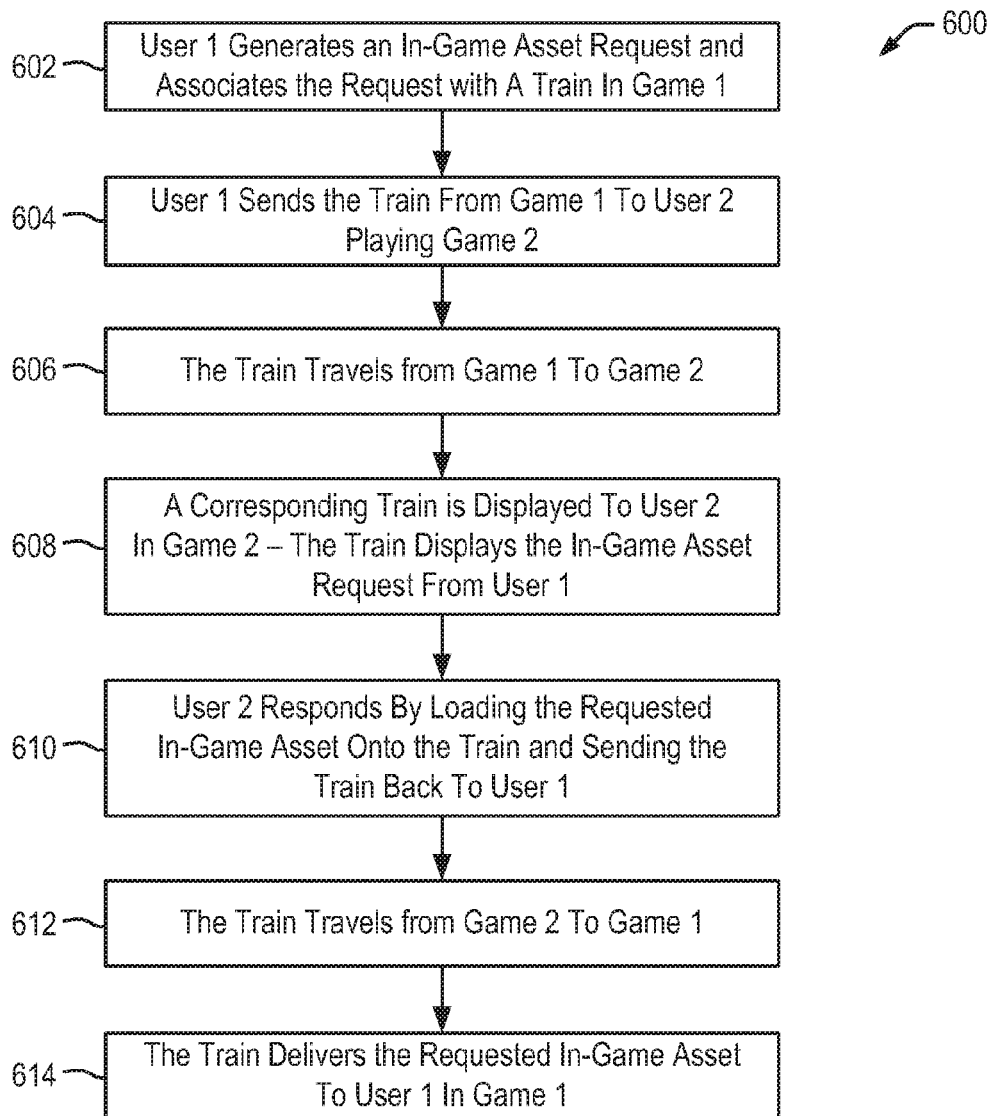 600
602
User 1 Generates an In-Game Asset Request and
Associates the Request with A Train In Game 1
604
User 1 Sends the Train From Game 1 To User 2
Playing Game 2
606
The Train Travels from Game 1 To Game 2
608
A Corresponding Train is Displayed To User 2
In Game 2 – The Train Displays the In-Game Asset
Request From User 1
610
User 2 Responds By Loading the Requested
In-Game Asset Onto the Train and Sending the
Train Back To User 1
612
The Train Travels from Game 2 To Game 1
614
The Train Delivers the Requested In-Game Asset
To User 1 In Game 1